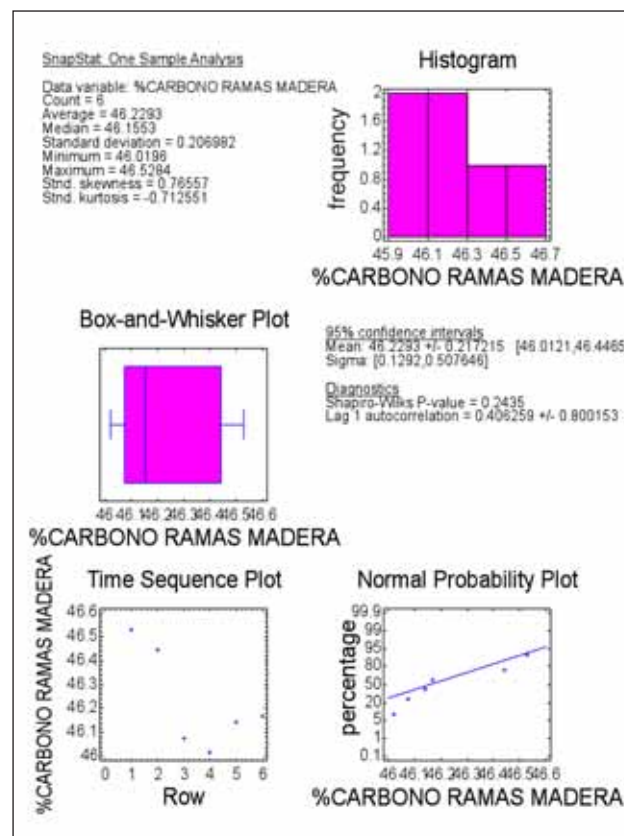 SnapStat: One Sample Analysis
Data variable: %CARBONO RAMAS MADERA
Count = 6
Average = 46.2293
Median = 46.1553
Standard deviation = 0.206982
Minimum = 46.0196
Maximum = 46.5284
Stnd. skewness = 0.76557
Stnd. kurtosis = -0.712551
Histogram
frequency
2
1.6
1.2
0.8
0.4
0
45.9 46.1 46.3 46.5 46.7
%CARBONO RAMAS MADERA
Box-and-Whisker Plot
46 46.1 46.2 46.3 46.4 46.5 46.6
%CARBONO RAMAS MADERA
95% confidence intervals
Mean: 46.2293 +/- 0.217215 [46.0121,46.4465
Sigma: [0.1292,0.507646]
Diagnostics
Shapiro-Wilks P-value = 0.2435
Lag 1 autocorrelation = 0.406259 +/- 0.800153
Time Sequence Plot
%CARBONO RAMAS MADERA
46.6
46.5
46.4
46.3
46.2
46.1
46
0 1 2 3 4 5 6
Row
Normal Probability Plot
percentage
99.9
99
95
80
50
20
5
1
0.1
46 46.1 46.2 46.3 46.4 46.5 46.6
%CARBONO RAMAS MADERA